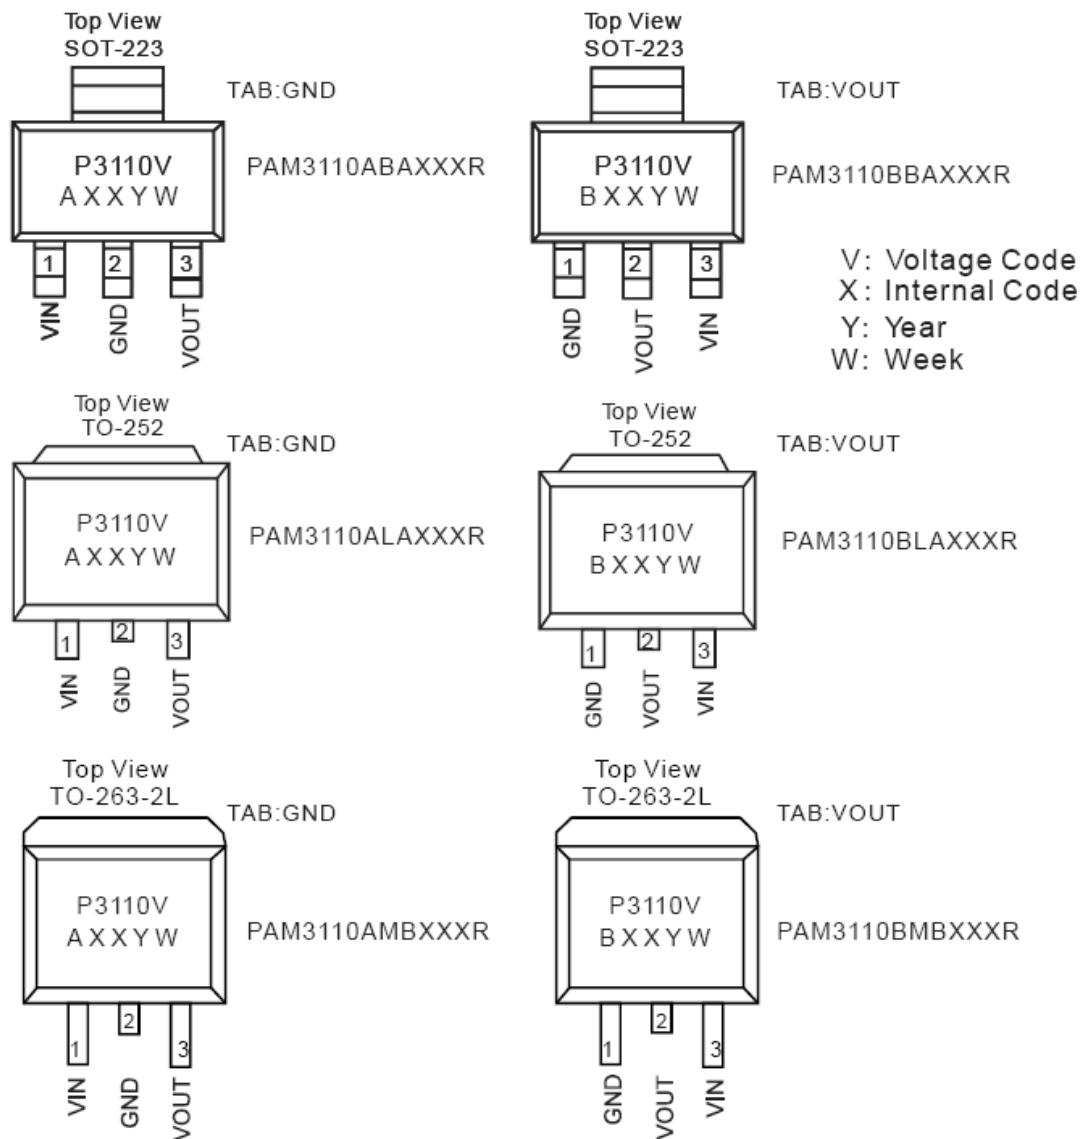 Top View
SOT-223
TAB:GND
P3110V
AXXYW
PAM3110ABAXXXR
1 2 3
VIN GND VOUT
Top View
SOT-223
TAB:VOUT
P3110V
BXXYW
PAM3110BBAXXXR
1 2 3
GND VOUT VIN
V: Voltage Code
X: Internal Code
Y: Year
W: Week
Top View
TO-252
TAB:GND
P3110V
AXXYW
PAM3110ALAXXXR
1 2 3
VIN GND VOUT
Top View
TO-252
TAB:VOUT
P3110V
BXXYW
PAM3110BLAXXXR
1 2 3
GND VOUT VIN
Top View
TO-263-2L
TAB:GND
P3110V
AXXYW
PAM3110AMBXXXR
1 2 3
VIN GND VOUT
Top View
TO-263-2L
TAB:VOUT
P3110V
BXXYW
PAM3110BMBXXXR
1 2 3
GND VOUT VIN